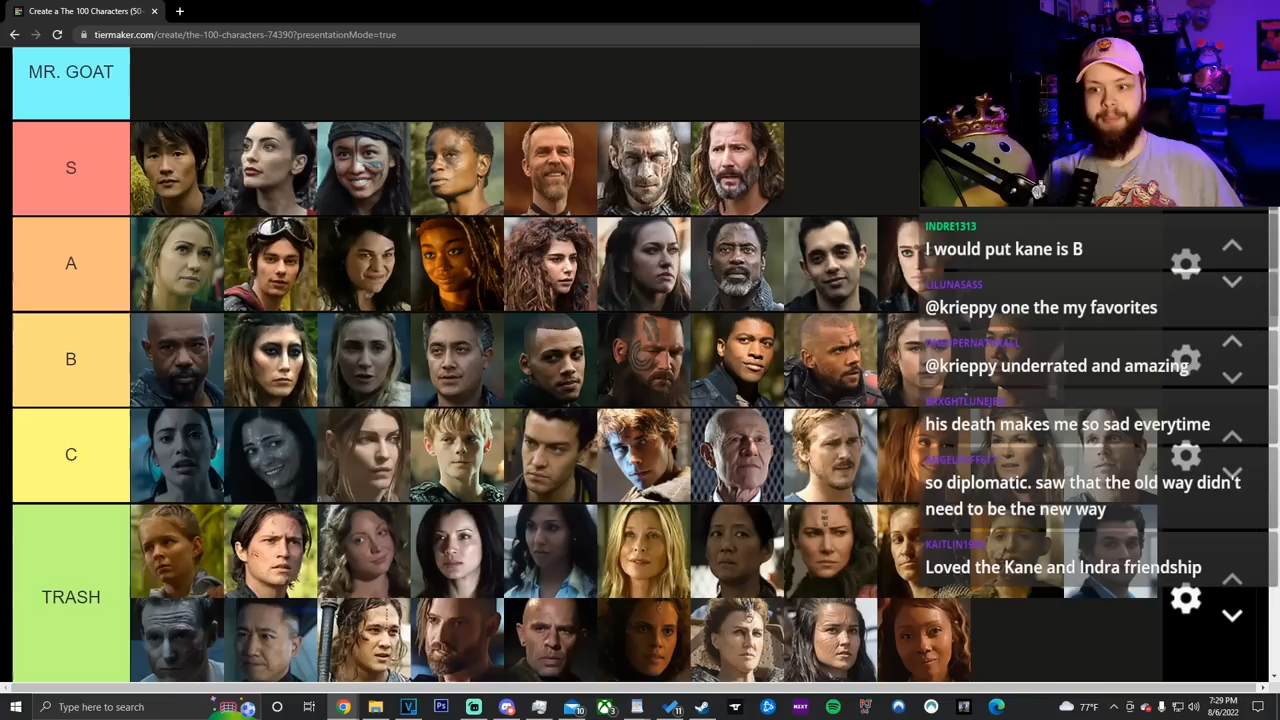 Create a The 100 Characters (50
tiermaker.com/create/the-100-characters-74390?presentationMode=true
MR. GOAT
S
A
B
C
TRASH
INDRE1313
I would put kane is B
LILUNASASS
@krieppy one the my favorites
@krieppy underrated and amazing
his death makes me so sad everytime
so diplomatic. saw that the old way didn't
need to be the new way
Loved the Kane and Indra friendship
Type here to search
77°F
7:29 PM
8/6/2022